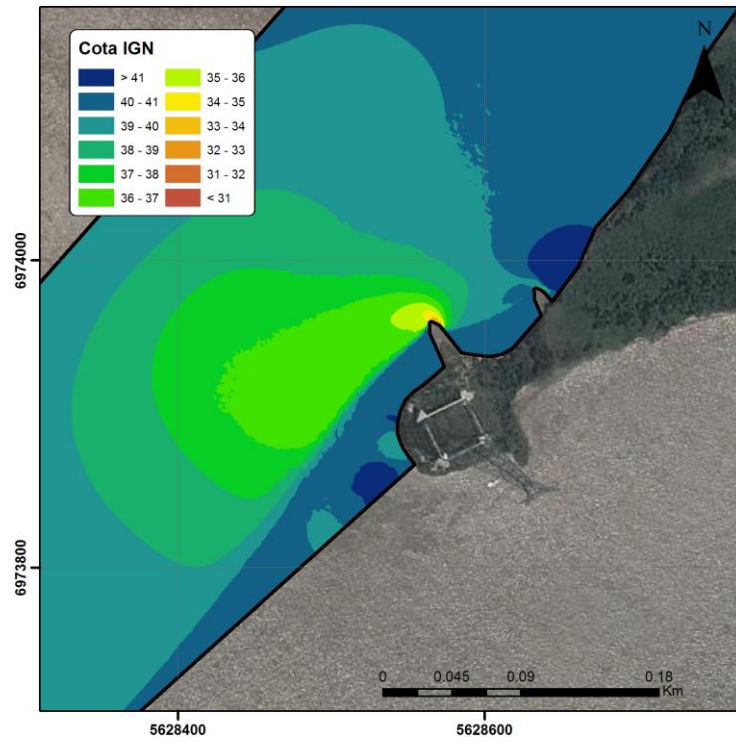 N
Cota IGN
> 41
40 - 41
39 - 40
38 - 39
37 - 38
36 - 37
35 - 36
34 - 35
33 - 34
32 - 33
31 - 32
< 31
6974000
6973800
0 0.045 0.09 0.18
Km
5628400 5628600